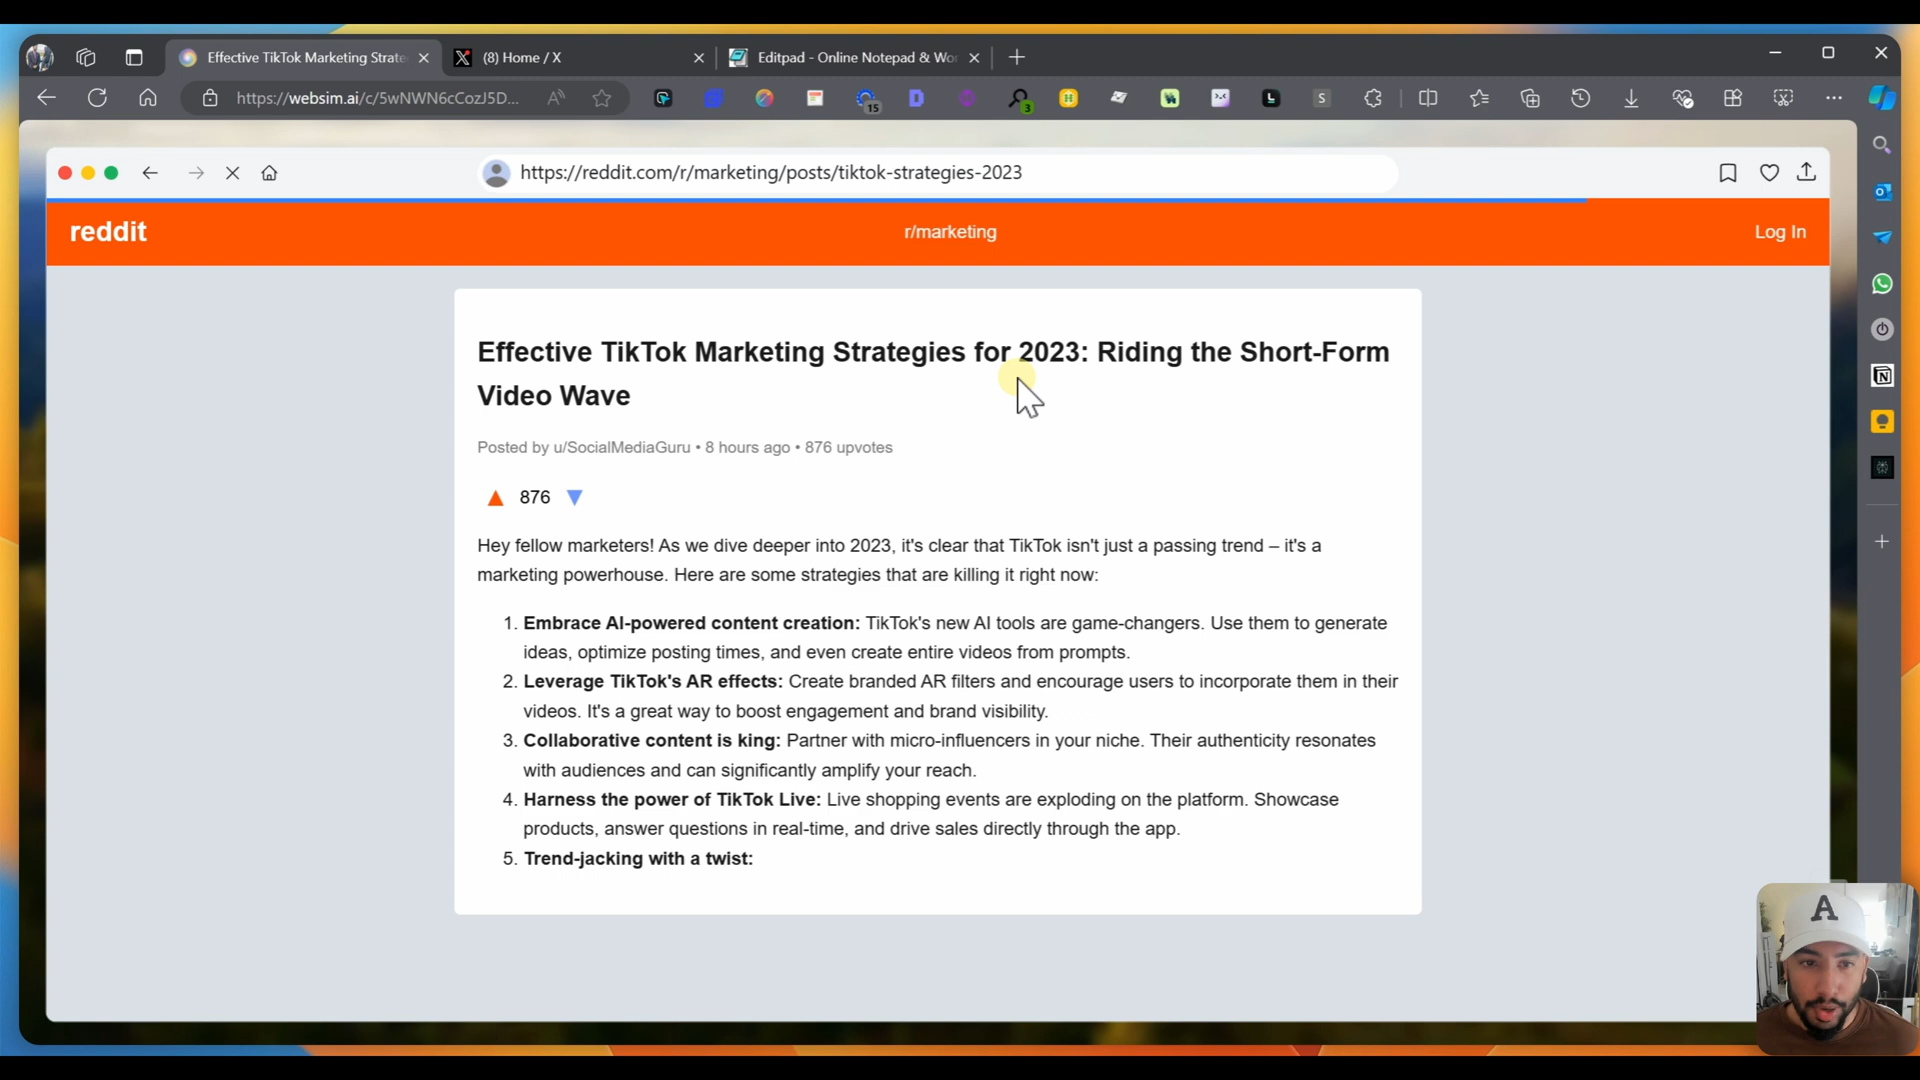 Effective TikTok Marketing Strate
(8) Home / X
Editpad - Online Notepad & Wor
https://websim.ai/c/5wNWN6cCozJ5D...
15
D
3
H
L
S
https://reddit.com/r/marketing/posts/tiktok-strategies-2023
reddit
r/marketing
Log In
Effective TikTok Marketing Strategies for 2023: Riding the Short-Form
Video Wave
Posted by u/SocialMediaGuru • 8 hours ago • 876 upvotes
876
Hey fellow marketers! As we dive deeper into 2023, it's clear that TikTok isn't just a passing trend – it's a
marketing powerhouse. Here are some strategies that are killing it right now:
1. Embrace AI-powered content creation: TikTok's new AI tools are game-changers. Use them to generate
ideas, optimize posting times, and even create entire videos from prompts.
2. Leverage TikTok's AR effects: Create branded AR filters and encourage users to incorporate them in their
videos. It's a great way to boost engagement and brand visibility.
3. Collaborative content is king: Partner with micro-influencers in your niche. Their authenticity resonates
with audiences and can significantly amplify your reach.
4. Harness the power of TikTok Live: Live shopping events are exploding on the platform. Showcase
products, answer questions in real-time, and drive sales directly through the app.
5. Trend-jacking with a twist:
A